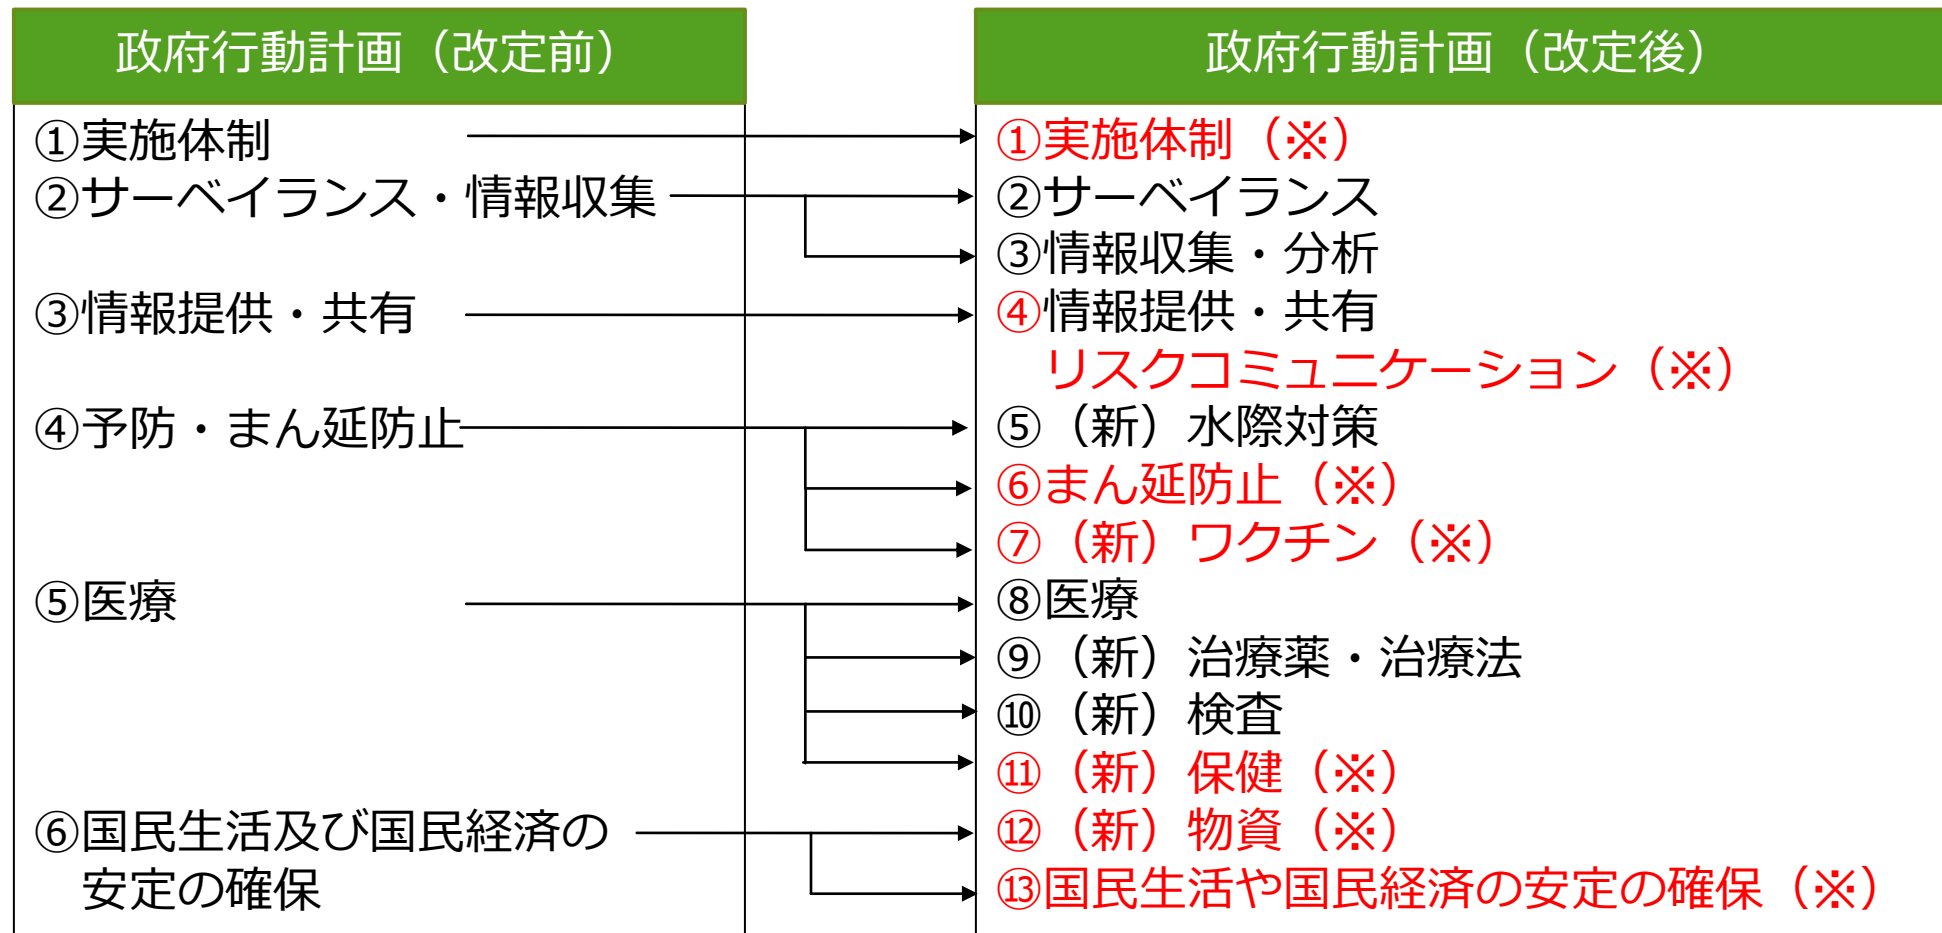 政府行動計画（改定前）
①実施体制
②サーベイランス・情報収集
③情報提供・共有
④予防・まん延防止
⑤医療
⑥国民生活及び国民経済の
安定の確保
政府行動計画（改定後）
①実施体制（※）
②サーベイランス
③情報収集・分析
④情報提供・共有
リスクコミュニケーション（※）
⑤（新）水際対策
⑥まん延防止（※）
⑦（新）ワクチン（※）
⑧医療
⑨（新）治療薬・治療法
⑩（新）検査
⑪（新）保健（※）
⑫（新）物資（※）
⑬国民生活や国民経済の安定の確保（※）